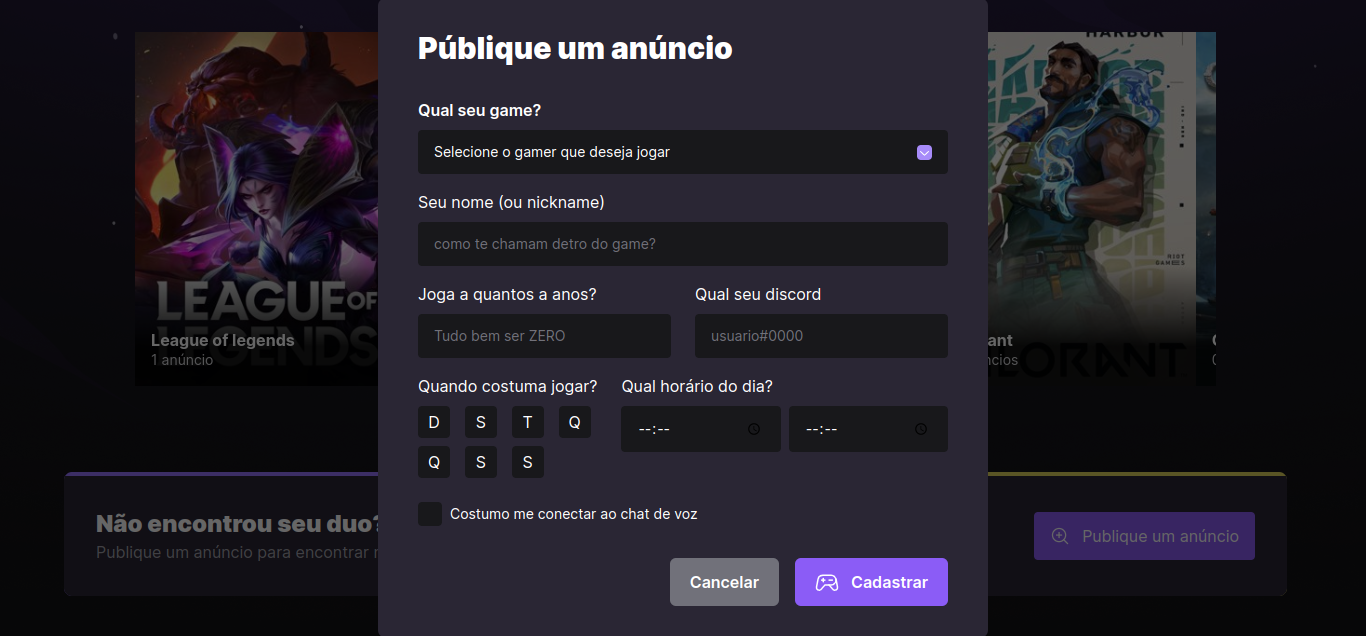 Públique um anúncio
HARBOR
Qual seu game?
Selecione o gamer que deseja jogar
Seu nome (ou nickname)
como te chamam detro do game?
Joga a quantos a anos?
Qual seu discord
Tudo bem ser ZERO
usuario#0000
RIOT
GAMES
LEAGUE OF
LEGENDS
League of legends
1 anúncio
ant
ncios
LORANT
Quando costuma jogar?
Qual horário do dia?
D S T Q
--:--
--:--
Q S S
Costumo me conectar ao chat de voz
Não encontrou seu duo?
Publique um anúncio para encontrar
Publique um anúncio
Cancelar
Cadastrar